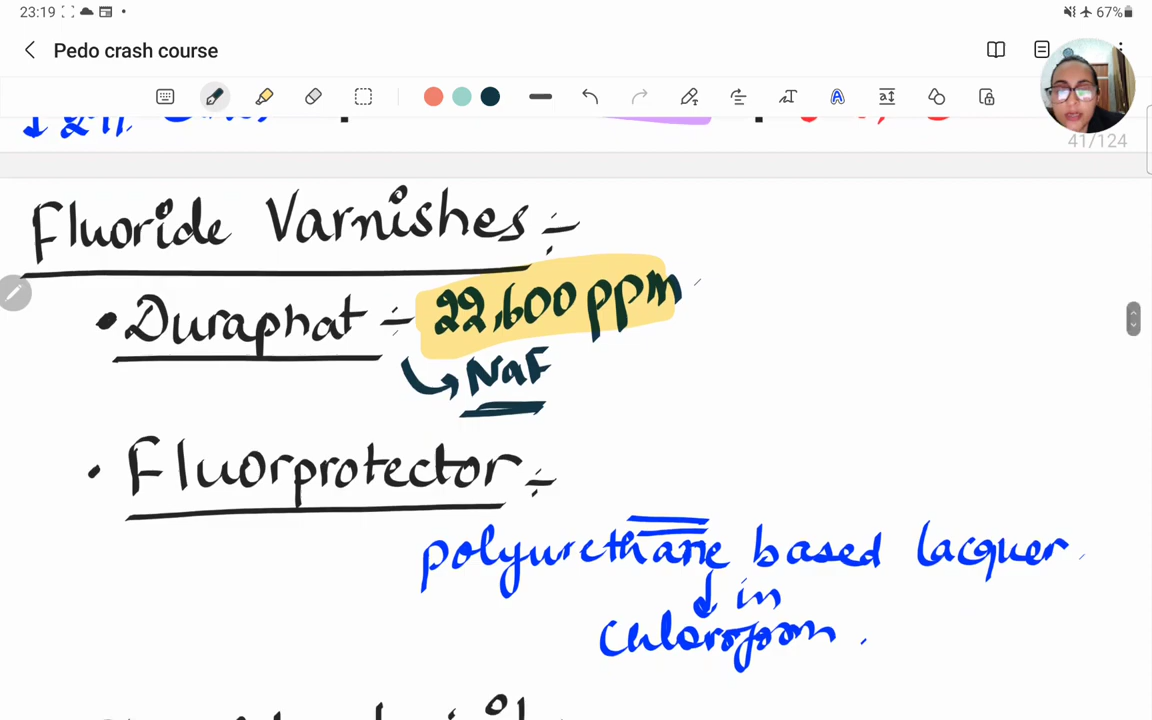 23:19
67%
Pedo crash course
41/124
Fluoride Varnishes :-
• Duraphat :- 22,600 ppm
↳ NaF
• Fluorprotector :-
polyurethane based lacquer
↓ in
Chloroform.